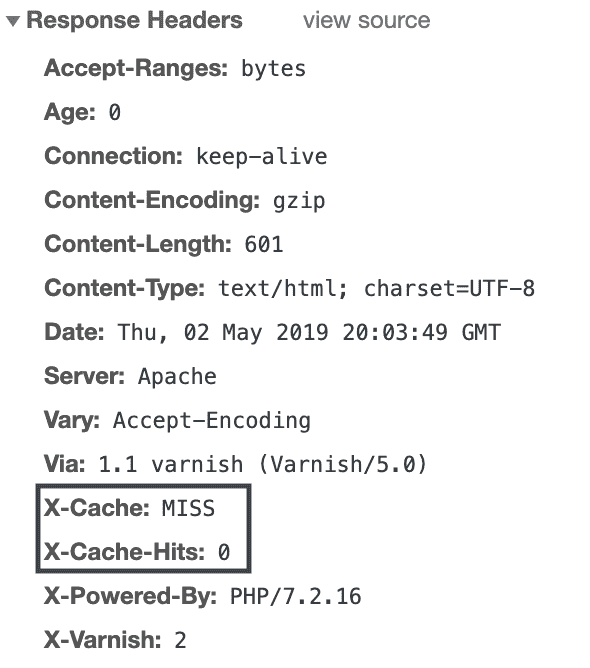 Response Headers view source
Accept-Ranges: bytes
Age: 0
Connection: keep-alive
Content-Encoding: gzip
Content-Length: 601
Content-Type: text/html; charset=UTF-8
Date: Thu, 02 May 2019 20:03:49 GMT
Server: Apache
Vary: Accept-Encoding
Via: 1.1 varnish (Varnish/5.0)
X-Cache: MISS
X-Cache-Hits: 0
X-Powered-By: PHP/7.2.16
X-Varnish: 2